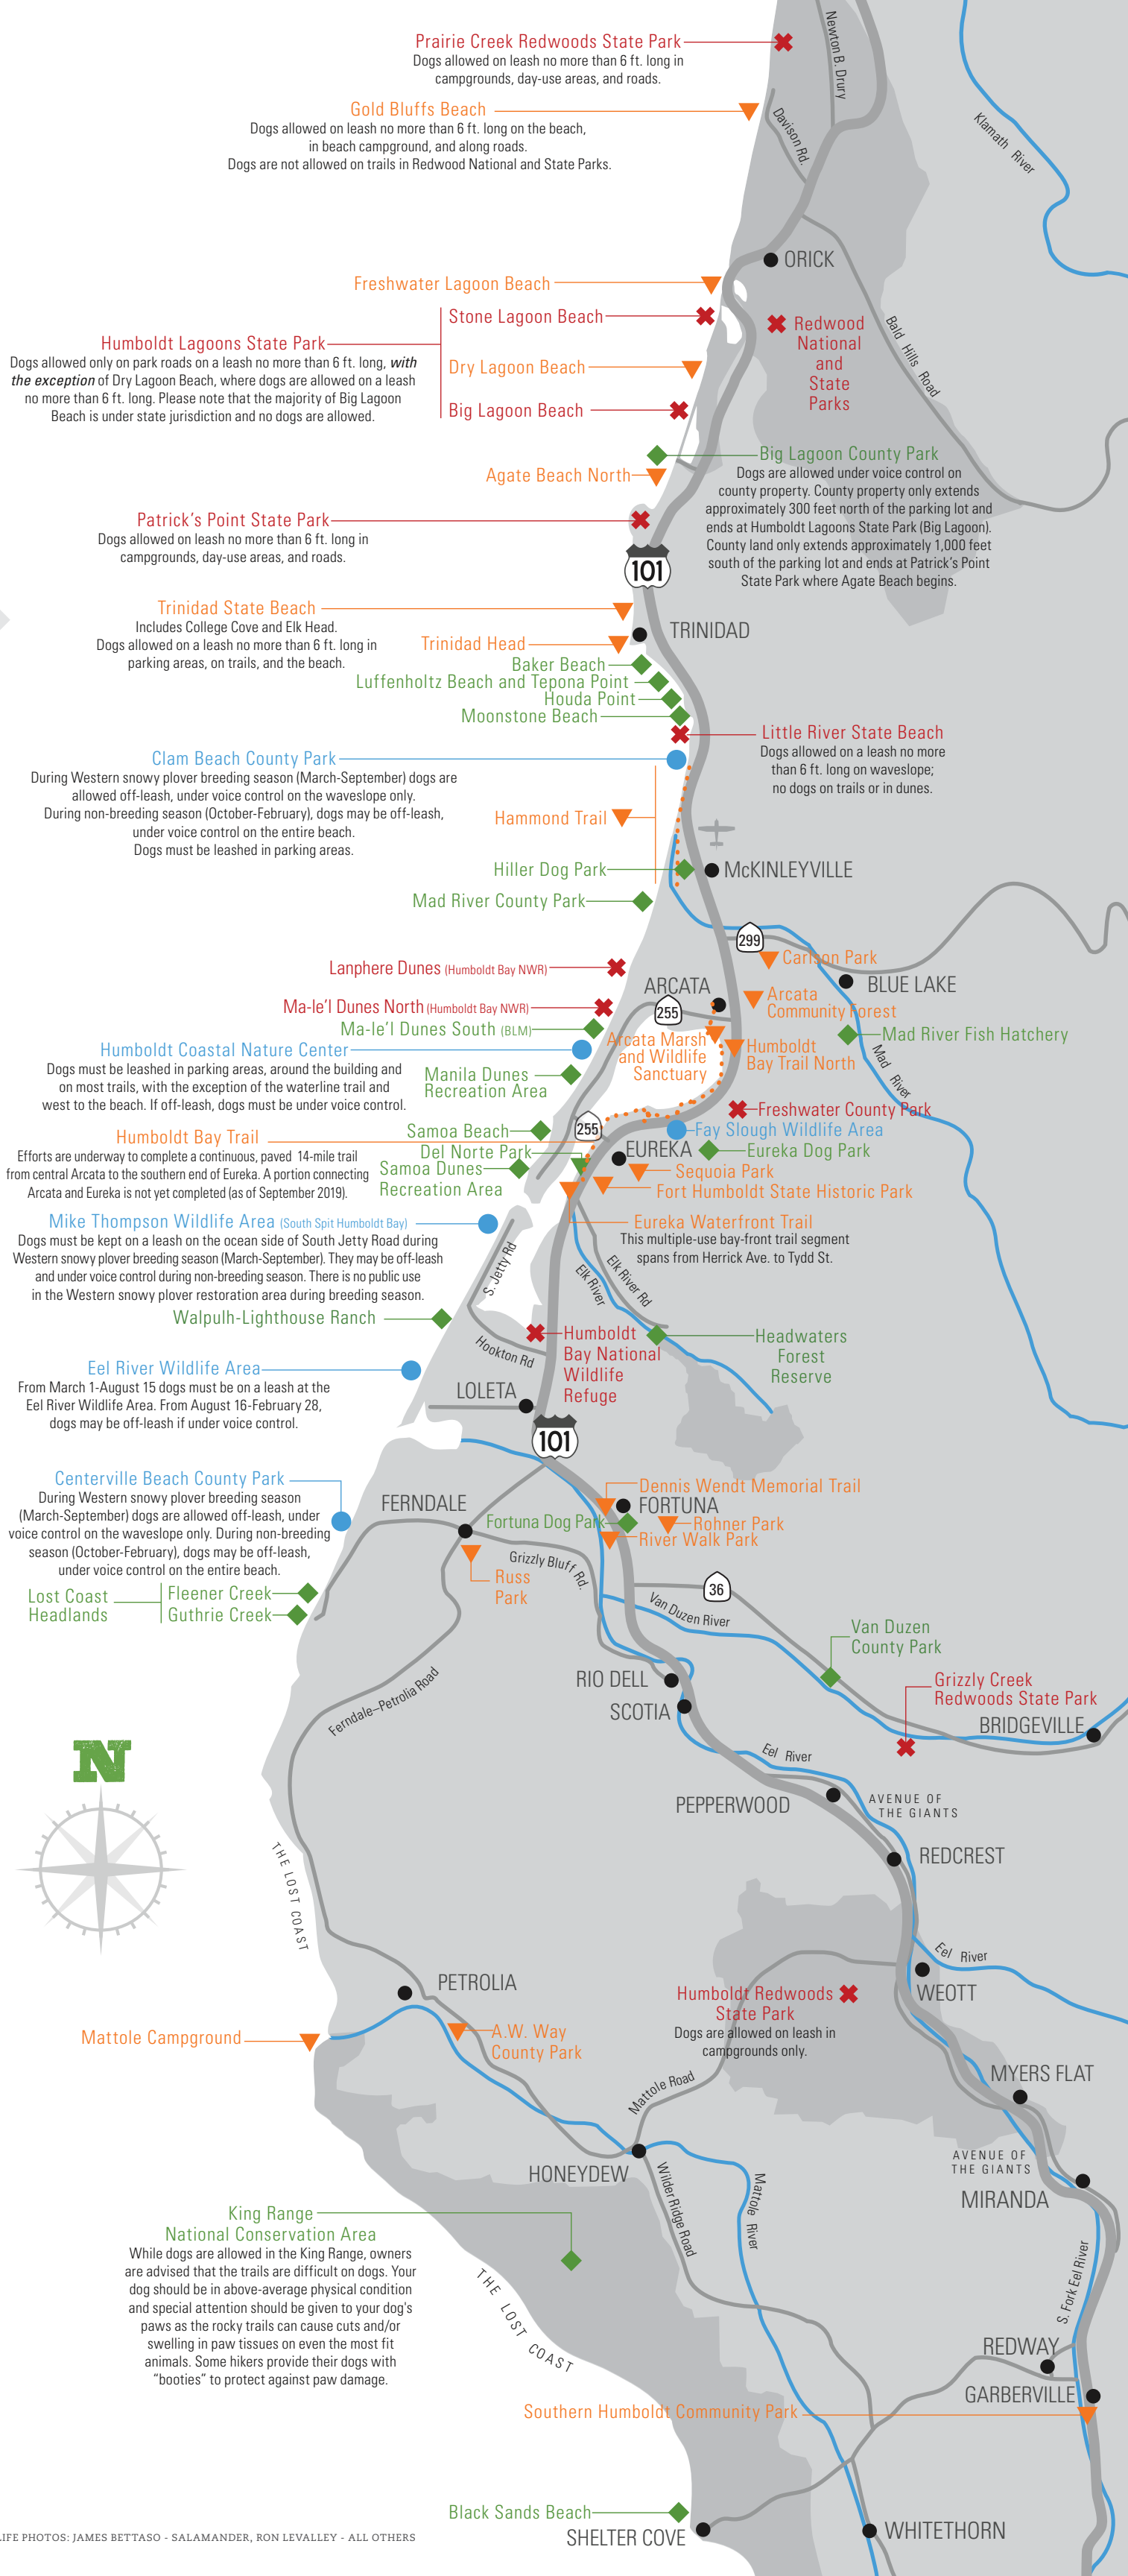 Newton B. Drury
Prairie Creek Redwoods State Park
Dogs allowed on leash no more than 6 ft. long in
campgrounds, day-use areas, and roads.
Gold Bluffs Beach
Dogs allowed on leash no more than 6 ft. long on the beach,
in beach campground, and along roads.
Dogs are not allowed on trails in Redwood National and State Parks.
Davison Rd.
Klamath River
ORICK
Freshwater Lagoon Beach
Stone Lagoon Beach
Humboldt Lagoons State Park
Dogs allowed only on park roads on a leash no more than 6 ft. long, with
the exception of Dry Lagoon Beach, where dogs are allowed on a leash
no more than 6 ft. long. Please note that the majority of Big Lagoon
Beach is under state jurisdiction and no dogs are allowed.
Dry Lagoon Beach
Big Lagoon Beach
Redwood
National
and
State
Parks
Bald Hills Road
Big Lagoon County Park
Dogs are allowed under voice control on
county property. County property only extends
approximately 300 feet north of the parking lot and
ends at Humboldt Lagoons State Park (Big Lagoon).
County land only extends approximately 1,000 feet
south of the parking lot and ends at Patrick's Point
State Park where Agate Beach begins.
Agate Beach North
Patrick's Point State Park
Dogs allowed on leash no more than 6 ft. long in
campgrounds, day-use areas, and roads.
101
Trinidad State Beach
Includes College Cove and Elk Head.
Dogs allowed on a leash no more than 6 ft. long in
parking areas, on trails, and the beach.
TRINIDAD
Trinidad Head
Baker Beach
Luffenholtz Beach and Tepona Point
Houda Point
Moonstone Beach
Little River State Beach
Dogs allowed on a leash no more
than 6 ft. long on waveslope;
no dogs on trails or in dunes.
Clam Beach County Park
During Western snowy plover breeding season (March-September) dogs are
allowed off-leash, under voice control on the waveslope only.
During non-breeding season (October-February), dogs may be off-leash,
under voice control on the entire beach.
Dogs must be leashed in parking areas.
Hammond Trail
Hiller Dog Park
McKINLEYVILLE
Mad River County Park
299
Carlson Park
Lanphere Dunes (Humboldt Bay NWR)
ARCATA
BLUE LAKE
Ma-le'l Dunes North (Humboldt Bay NWR)
255
Arcata
Community Forest
Ma-le'l Dunes South (BLM)
Mad River Fish Hatchery
Humboldt Coastal Nature Center
Dogs must be leashed in parking areas, around the building and
on most trails, with the exception of the waterline trail and
west to the beach. If off-leash, dogs must be under voice control.
Arcata Marsh
and Wildlife
Sanctuary
Humboldt
Bay Trail North
Mad River
Manila Dunes
Recreation Area
Freshwater County Park
Samoa Beach
255
Fay Slough Wildlife Area
Humboldt Bay Trail
Efforts are underway to complete a continuous, paved 14-mile trail
from central Arcata to the southern end of Eureka. A portion connecting
Arcata and Eureka is not yet completed (as of September 2019).
Del Norte Park
EUREKA
Eureka Dog Park
Samoa Dunes
Recreation Area
Sequoia Park
Fort Humboldt State Historic Park
Mike Thompson Wildlife Area (South Spit Humboldt Bay)
Dogs must be kept on a leash on the ocean side of South Jetty Road during
Western snowy plover breeding season (March-September). They may be off-leash
and under voice control during non-breeding season. There is no public use
in the Western snowy plover restoration area during breeding season.
Eureka Waterfront Trail
This multiple-use bay-front trail segment
spans from Herrick Ave. to Tydd St.
S. Jetty Rd
Elk River
Elk River Rd
Walpulh-Lighthouse Ranch
Hookton Rd
Humboldt
Bay National
Wildlife
Refuge
Headwaters
Forest
Reserve
Eel River Wildlife Area
From March 1-August 15 dogs must be on a leash at the
Eel River Wildlife Area. From August 16-February 28,
dogs may be off-leash if under voice control.
LOLETA
101
Centerville Beach County Park
During Western snowy plover breeding season
(March-September) dogs are allowed off-leash, under
voice control on the waveslope only. During non-breeding
season (October-February), dogs may be off-leash,
under voice control on the entire beach.
Dennis Wendt Memorial Trail
FERNDALE
FORTUNA
Fortuna Dog Park
Rohner Park
River Walk Park
Grizzly Bluff Rd.
Russ
Park
36
Lost Coast
Headlands
Fleener Creek
Guthrie Creek
Van Duzen River
Van Duzen
County Park
RIO DELL
Grizzly Creek
Redwoods State Park
Ferndale–Petrolia Road
SCOTIA
BRIDGEVILLE
N
Eel River
PEPPERWOOD
AVENUE OF
THE GIANTS
REDCREST
THE LOST COAST
Eel River
PETROLIA
WEOTT
Humboldt Redwoods
State Park
Dogs are allowed on leash in
campgrounds only.
Mattole Campground
A.W. Way
County Park
MYERS FLAT
Mattole Road
AVENUE OF
THE GIANTS
HONEYDEW
MIRANDA
Wilder Ridge Road
Mattole River
King Range
National Conservation Area
While dogs are allowed in the King Range, owners
are advised that the trails are difficult on dogs. Your
dog should be in above-average physical condition
and special attention should be given to your dog's
paws as the rocky trails can cause cuts and/or
swelling in paw tissues on even the most fit
animals. Some hikers provide their dogs with
"booties" to protect against paw damage.
S. Fork Eel River
THE LOST COAST
REDWAY
GARBERVILLE
Southern Humboldt Community Park
Black Sands Beach
SHELTER COVE
WHITETHORN
LIFE PHOTOS: JAMES BETTASO - SALAMANDER, RON LEVALLEY - ALL OTHERS